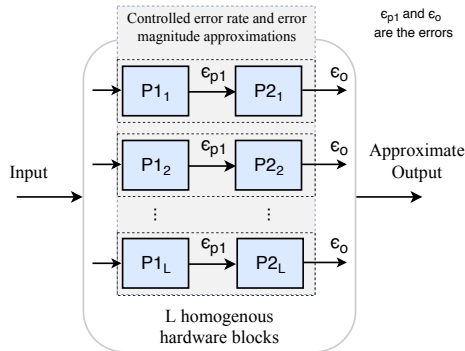 Controlled error rate and error
magnitude approximations
ϵp1 and ϵo
are the errors
P1₁ ϵp1 P2₁ ϵo
P1₂ ϵp1 P2₂ ϵo
Input
Approximate
Output
⋮ ⋮
P1L ϵp1 P2L ϵo
L homogenous
hardware blocks